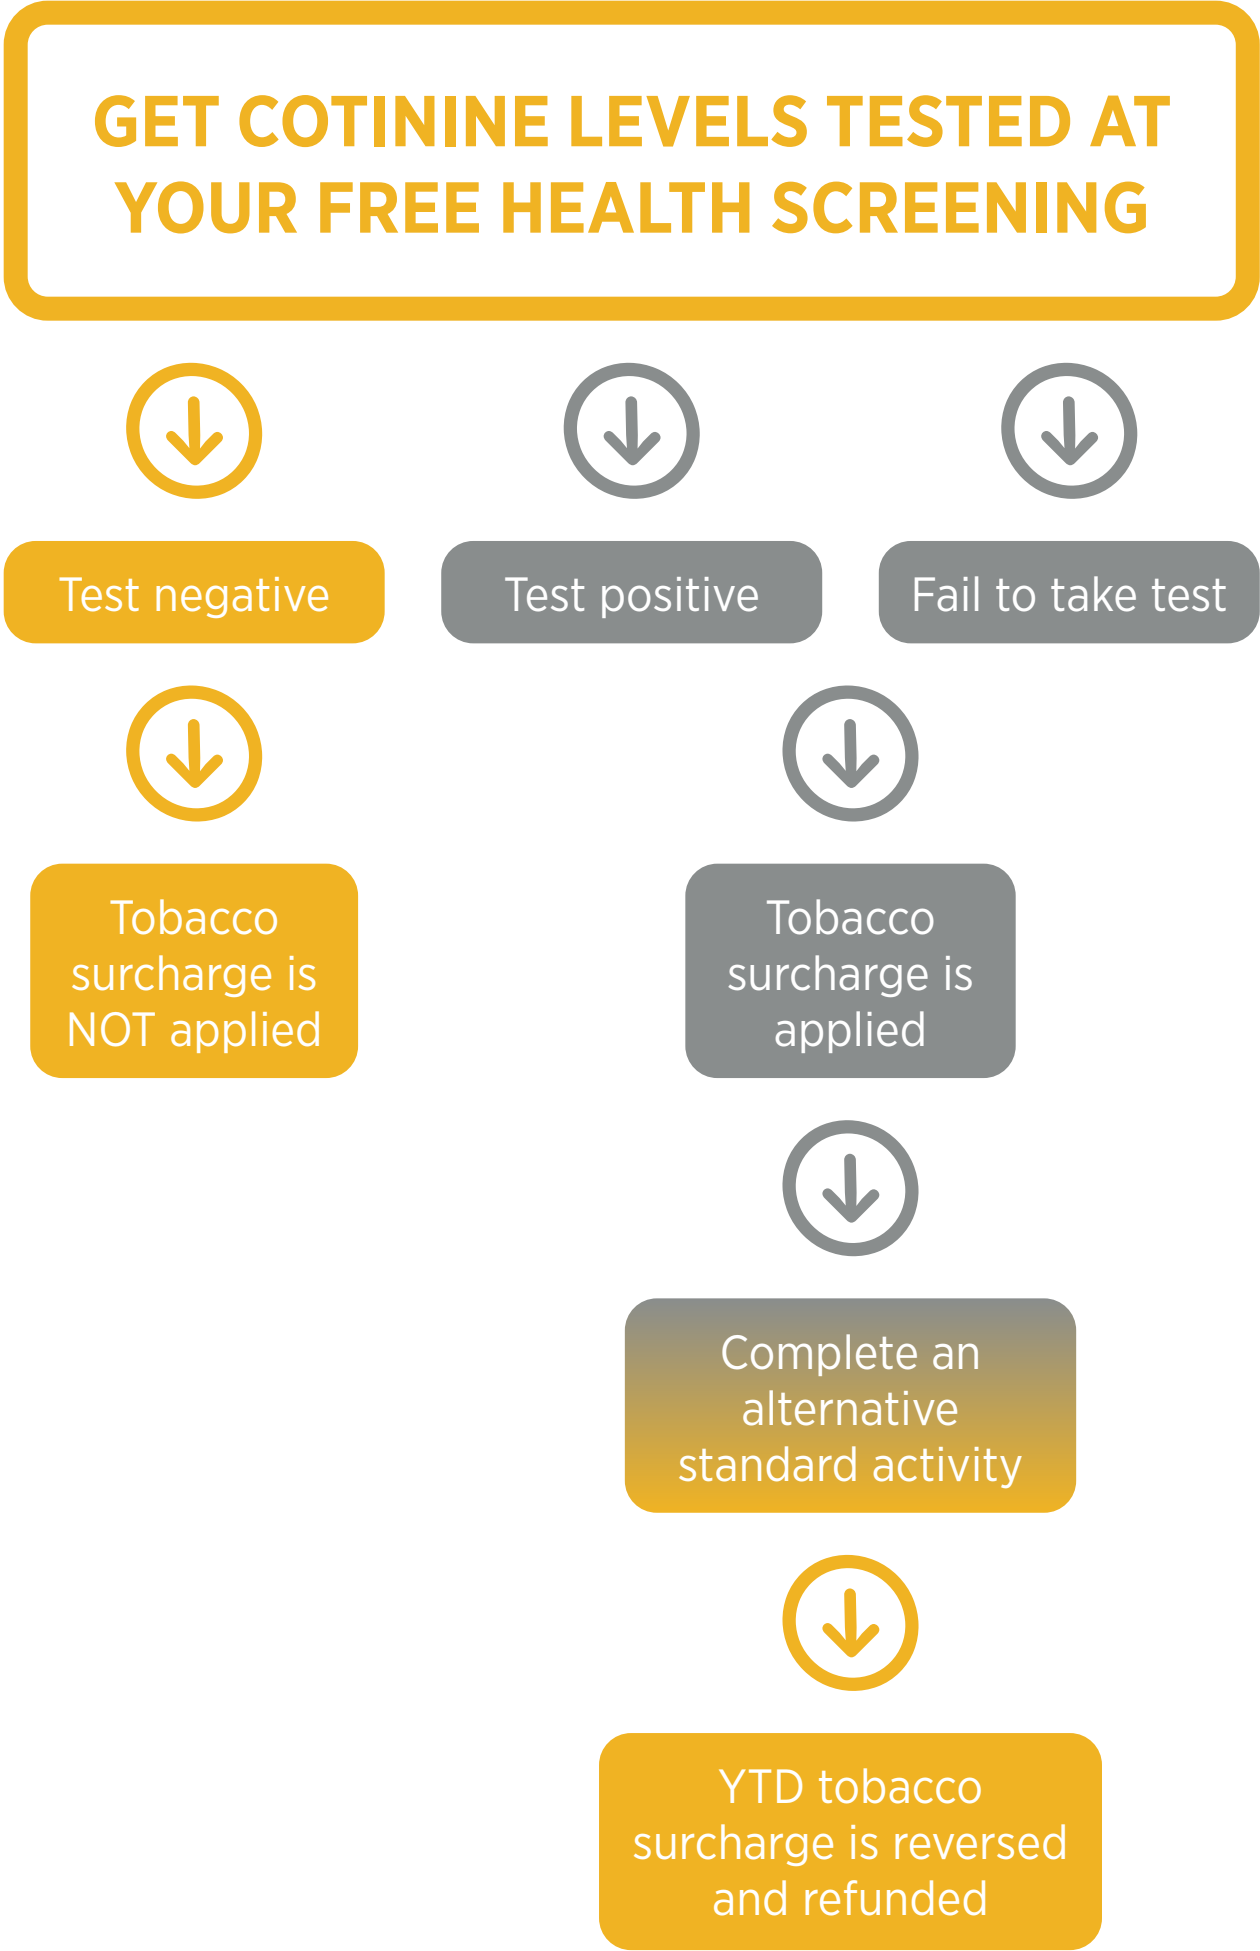 GET COTININE LEVELS TESTED AT
YOUR FREE HEALTH SCREENING
Test negative
Test positive
Fail to take test
Tobacco
surcharge is
NOT applied
Tobacco
surcharge is
applied
Complete an
alternative
standard activity
YTD tobacco
surcharge is reversed
and refunded